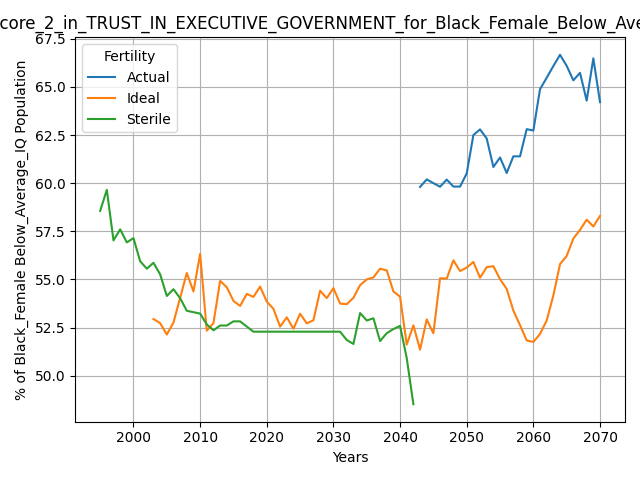 core_2_in_TRUST_IN_EXECUTIVE_GOVERNMENT_for_Black_Female_Below_Ave
67.5
65.0
62.5
60.0
57.5
55.0
52.5
50.0
% of Black_Female Below_Average_IQ Population
Fertility
Actual
Ideal
Sterile
2000 2010 2020 2030 2040 2050 2060 2070
Years